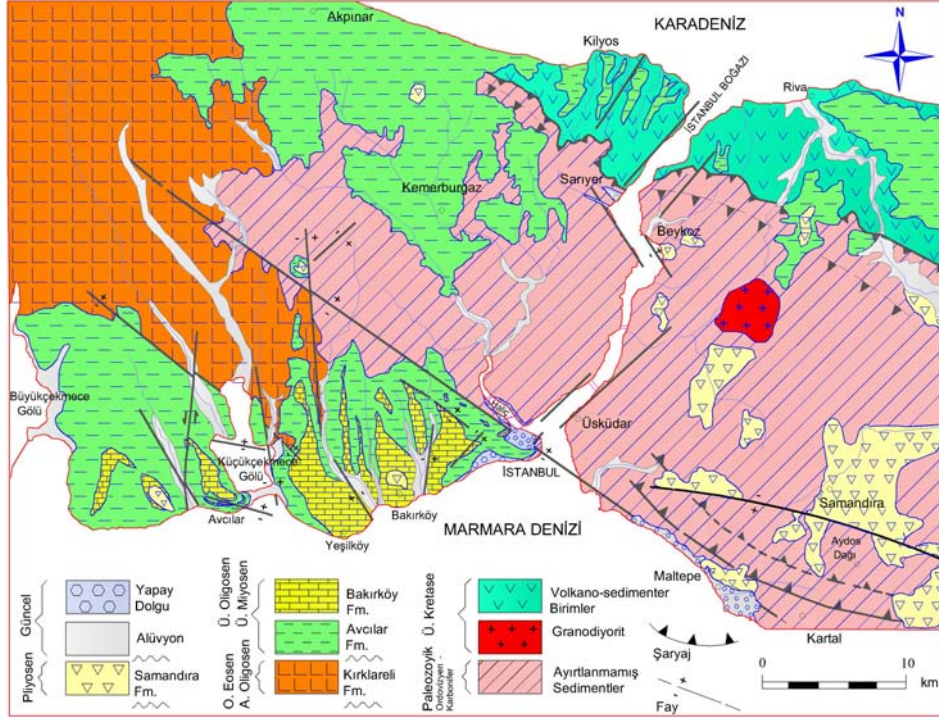 KARADENİZ
N
Akpınar
Kilyos
İSTANBUL BOĞAZI
Riva
Kemerburgaz
Sarıyer
Beykoz
Büyükçekmece
Gölü
Haliç
Üsküdar
Küçükçekmece
Gölü
İSTANBUL
Samandıra
Avcılar
Bakırköy
Yeşilköy
MARMARA DENİZİ
Aydos
Dağı
Maltepe
Kartal
Güncel
Yapay
Dolgu
Alüvyon
Pliyosen
Samandıra
Fm.
Ü. Oligosen
Ü. Miyosen
Bakırköy
Fm.
Avcılar
Fm.
O. Eosen
A. Oligosen
Kırklareli
Fm.
Ü. Kretase
Volkano-sedimenter
Birimler
Granodiyorit
Paleozoyik
Ordovizyen -
Karbonifer
Ayırtlanmamış
Sedimentler
Şaryaj
Fay
0 10
km